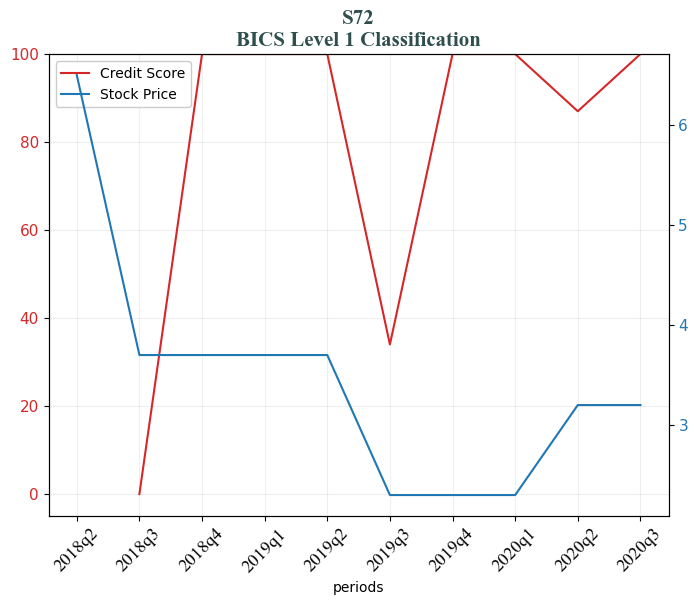 S72
BICS Level 1 Classification
Credit Score
Stock Price
100
80
60
40
20
0
6
5
4
3
2018q2
2018q3
2018q4
2019q1
2019q2
2019q3
2019q4
2020q1
2020q2
2020q3
periods